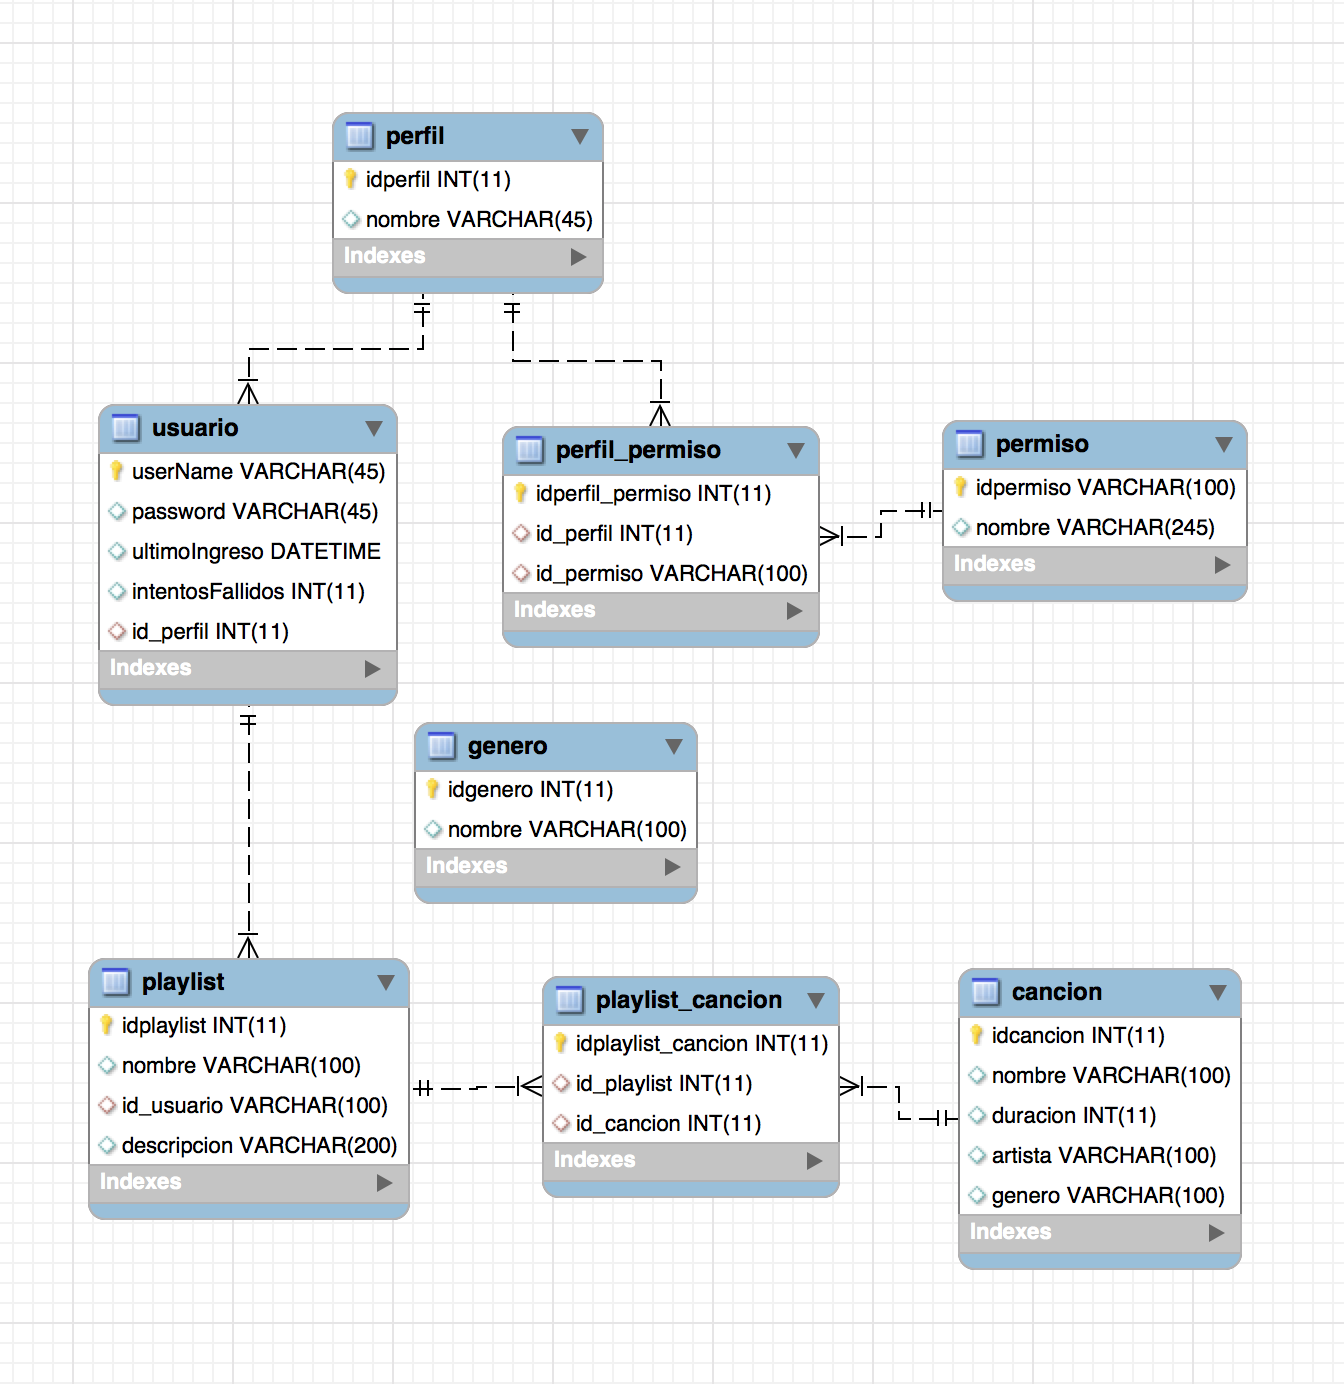 perfil
idperfil INT(11)
nombre VARCHAR(45)
Indexes
usuario
userName VARCHAR(45)
password VARCHAR(45)
ultimoIngreso DATETIME
intentosFallidos INT(11)
id_perfil INT(11)
Indexes
perfil_permiso
idperfil_permiso INT(11)
id_perfil INT(11)
id_permiso VARCHAR(100)
Indexes
permiso
idpermiso VARCHAR(100)
nombre VARCHAR(245)
Indexes
genero
idgenero INT(11)
nombre VARCHAR(100)
Indexes
playlist
idplaylist INT(11)
nombre VARCHAR(100)
id_usuario VARCHAR(100)
descripcion VARCHAR(200)
Indexes
playlist_cancion
idplaylist_cancion INT(11)
id_playlist INT(11)
id_cancion INT(11)
Indexes
cancion
idcancion INT(11)
nombre VARCHAR(100)
duracion INT(11)
artista VARCHAR(100)
genero VARCHAR(100)
Indexes